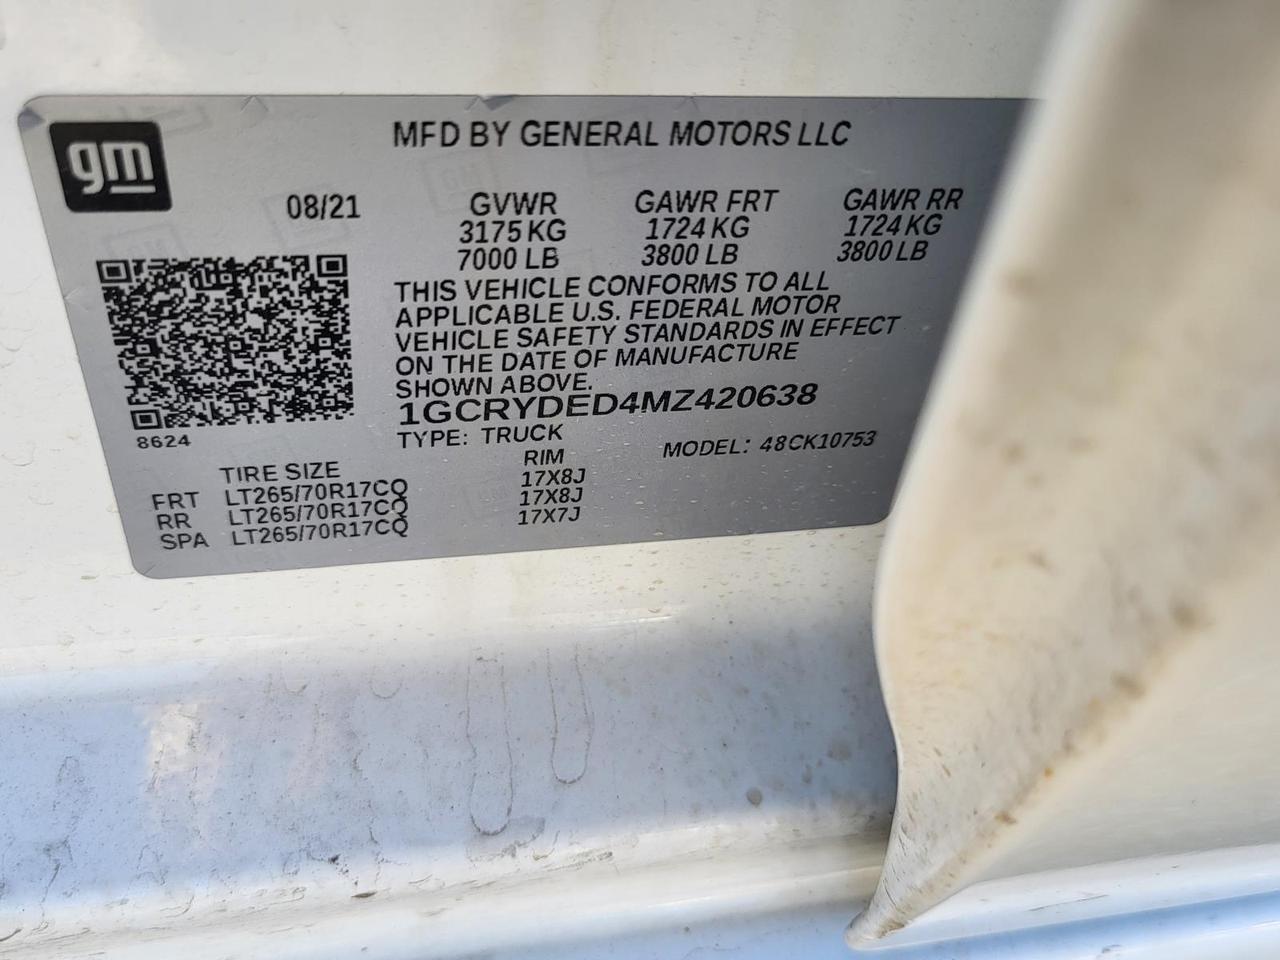 gm
MFD BY GENERAL MOTORS LLC
08/21 GVWR GAWR FRT GAWR RR
3175 KG 1724 KG 1724 KG
7000 LB 3800 LB 3800 LB
THIS VEHICLE CONFORMS TO ALL
APPLICABLE U.S. FEDERAL MOTOR
VEHICLE SAFETY STANDARDS IN EFFECT
ON THE DATE OF MANUFACTURE
SHOWN ABOVE.
1GCRYDED4MZ420638
8624
TYPE: TRUCK MODEL: 48CK10753
TIRE SIZE RIM
FRT LT265/70R17CQ 17X8J
RR LT265/70R17CQ 17X8J
SPA LT265/70R17CQ 17X7J